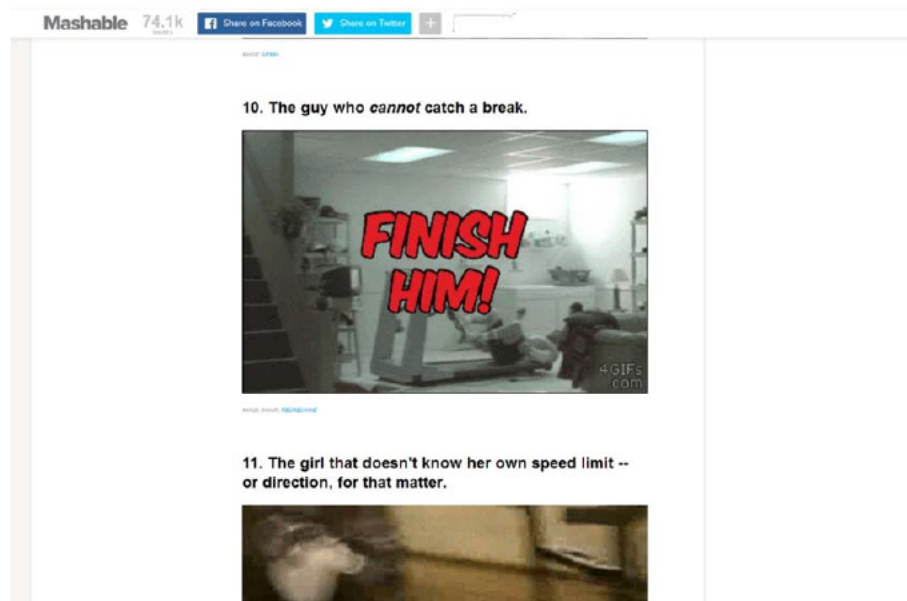 Mashable 74.1k Share on Facebook Share on Twitter +
SHARES
10. The guy who cannot catch a break.
FINISH
HIM!
4GIFs
.com
11. The girl that doesn't know her own speed limit --
or direction, for that matter.